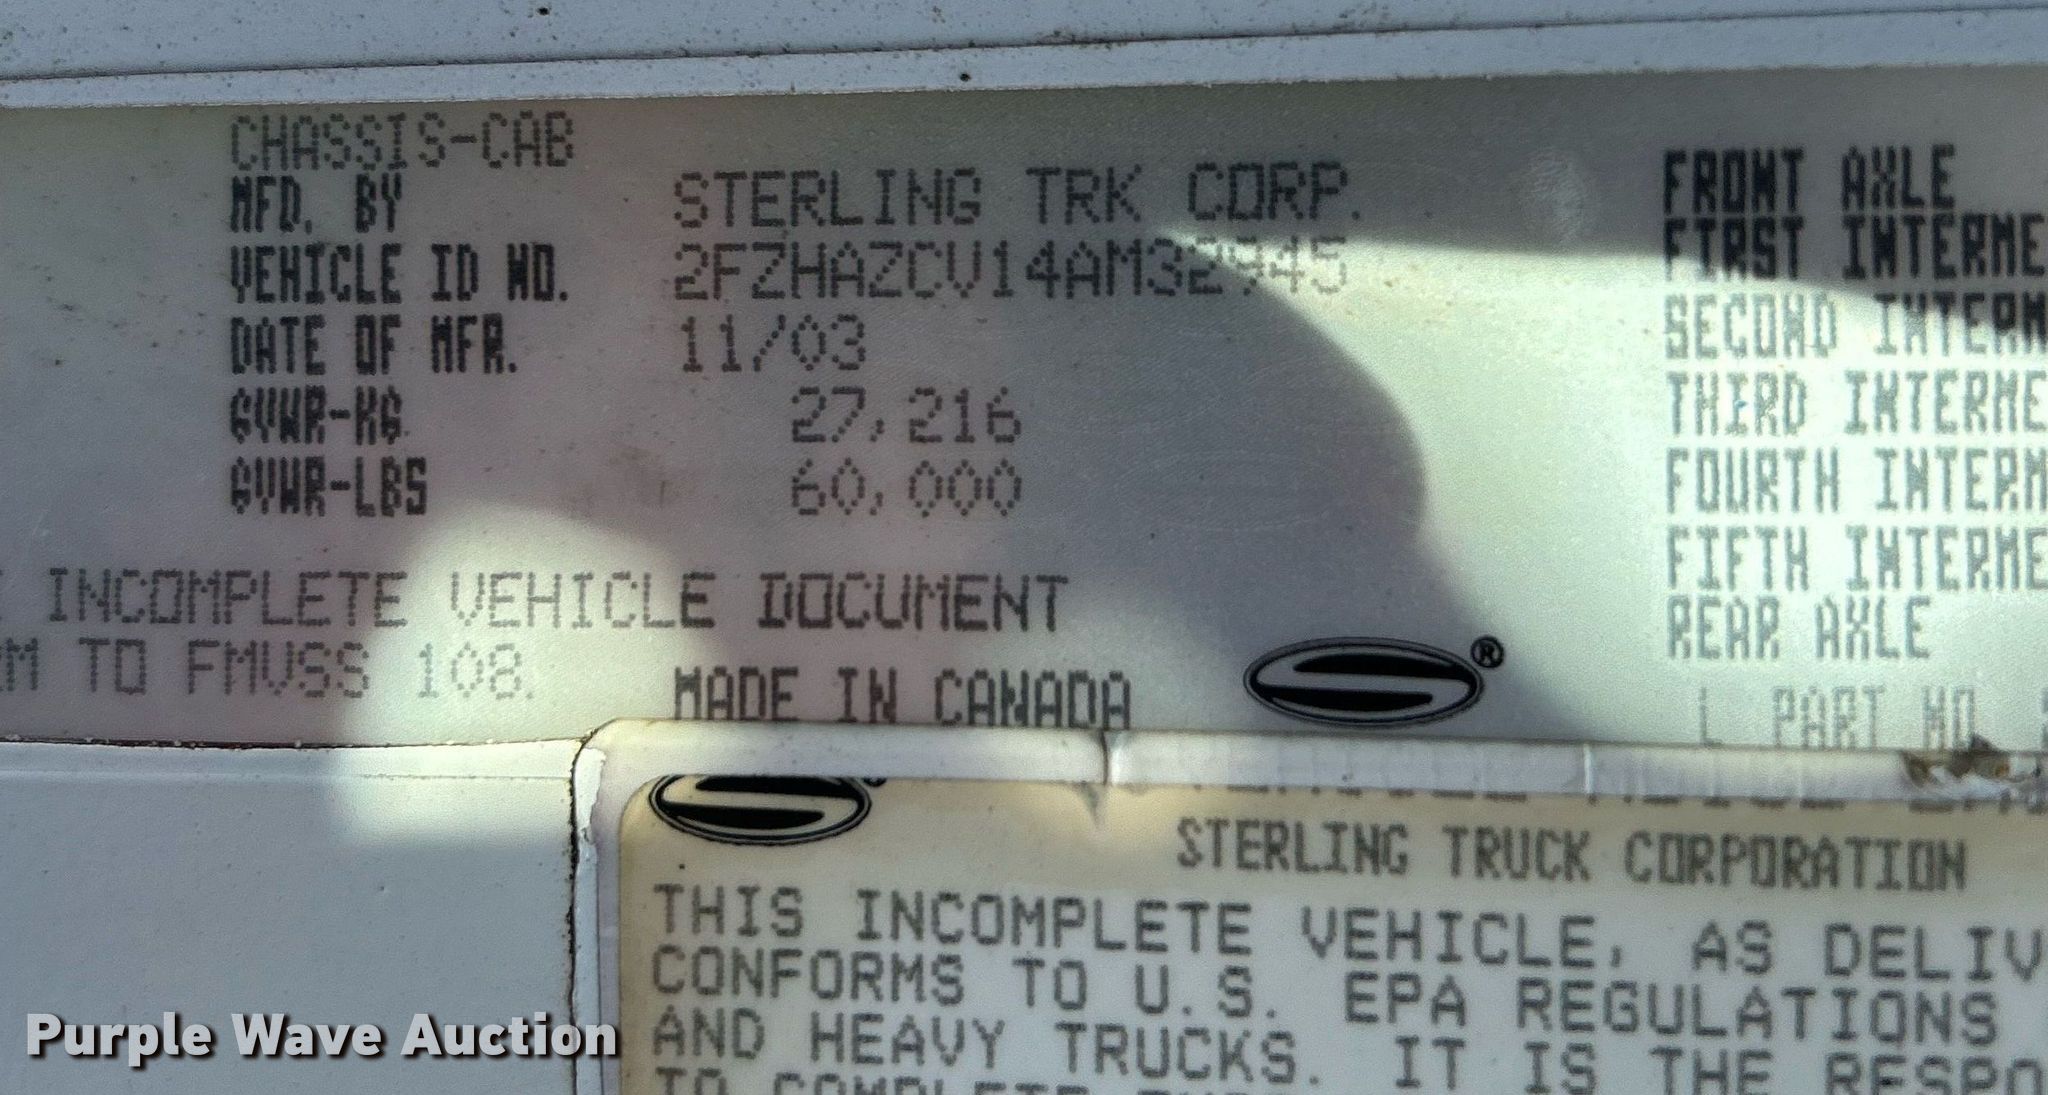 CHASSIS-CAB
MFD. BY STERLING TRK CORP.
VEHICLE ID NO. 2FZHAZCV14AM32945
DATE OF MFR. 11/03
GVWR-KG 27,216
GVWR-LBS 60,000
INCOMPLETE VEHICLE DOCUMENT
TO FMVSS 108.
MADE IN CANADA
FRONT AXLE
FIRST INTERME
SECOND INTERM
THIRD INTERME
FOURTH INTERM
FIFTH INTERME
REAR AXLE
L PART NO.
STERLING TRUCK CORPORATION
THIS INCOMPLETE VEHICLE, AS DELIV
CONFORMS TO U.S. EPA REGULATIONS
AND HEAVY TRUCKS. IT IS THE RESPO
TO COMPLETE
Purple Wave Auction